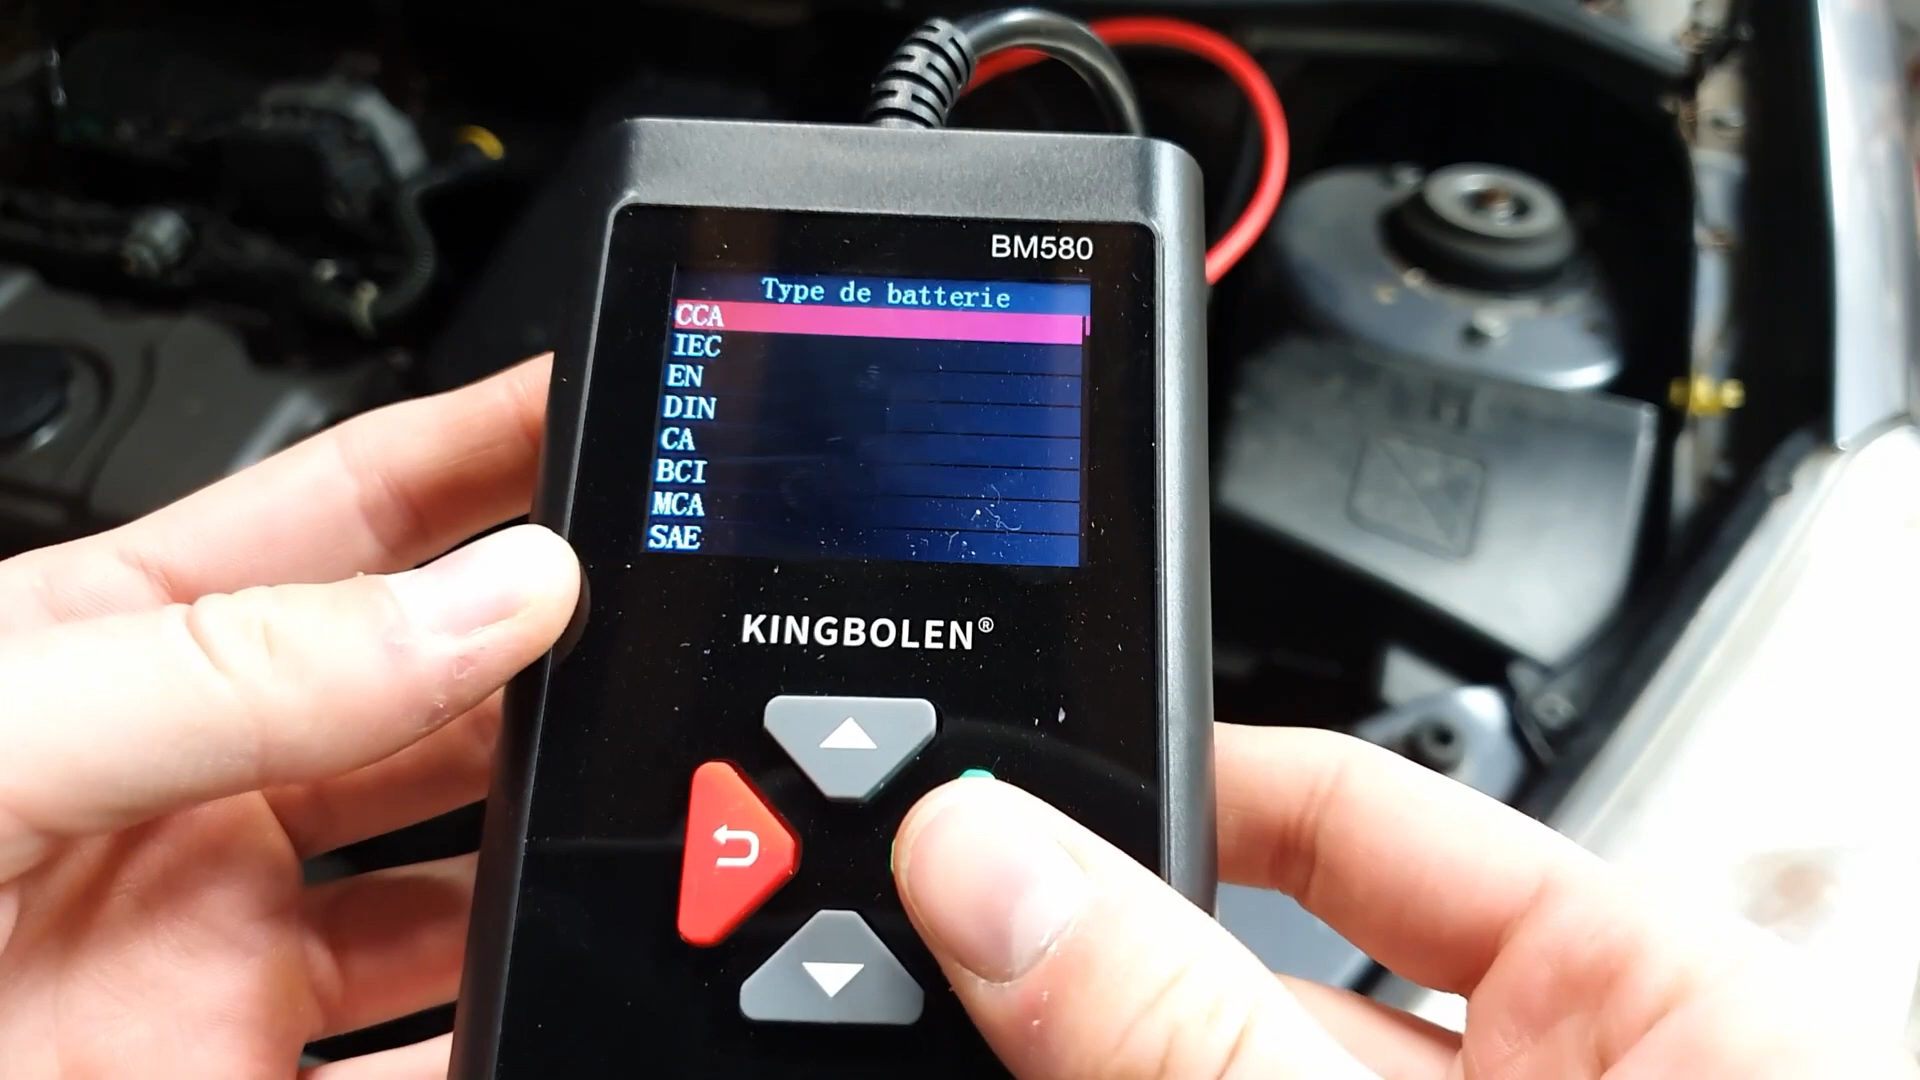 BM580
Type de batterie
CCA
IEC
EN
DIN
CA
BCI
MCA
SAE
KINGBOLEN®